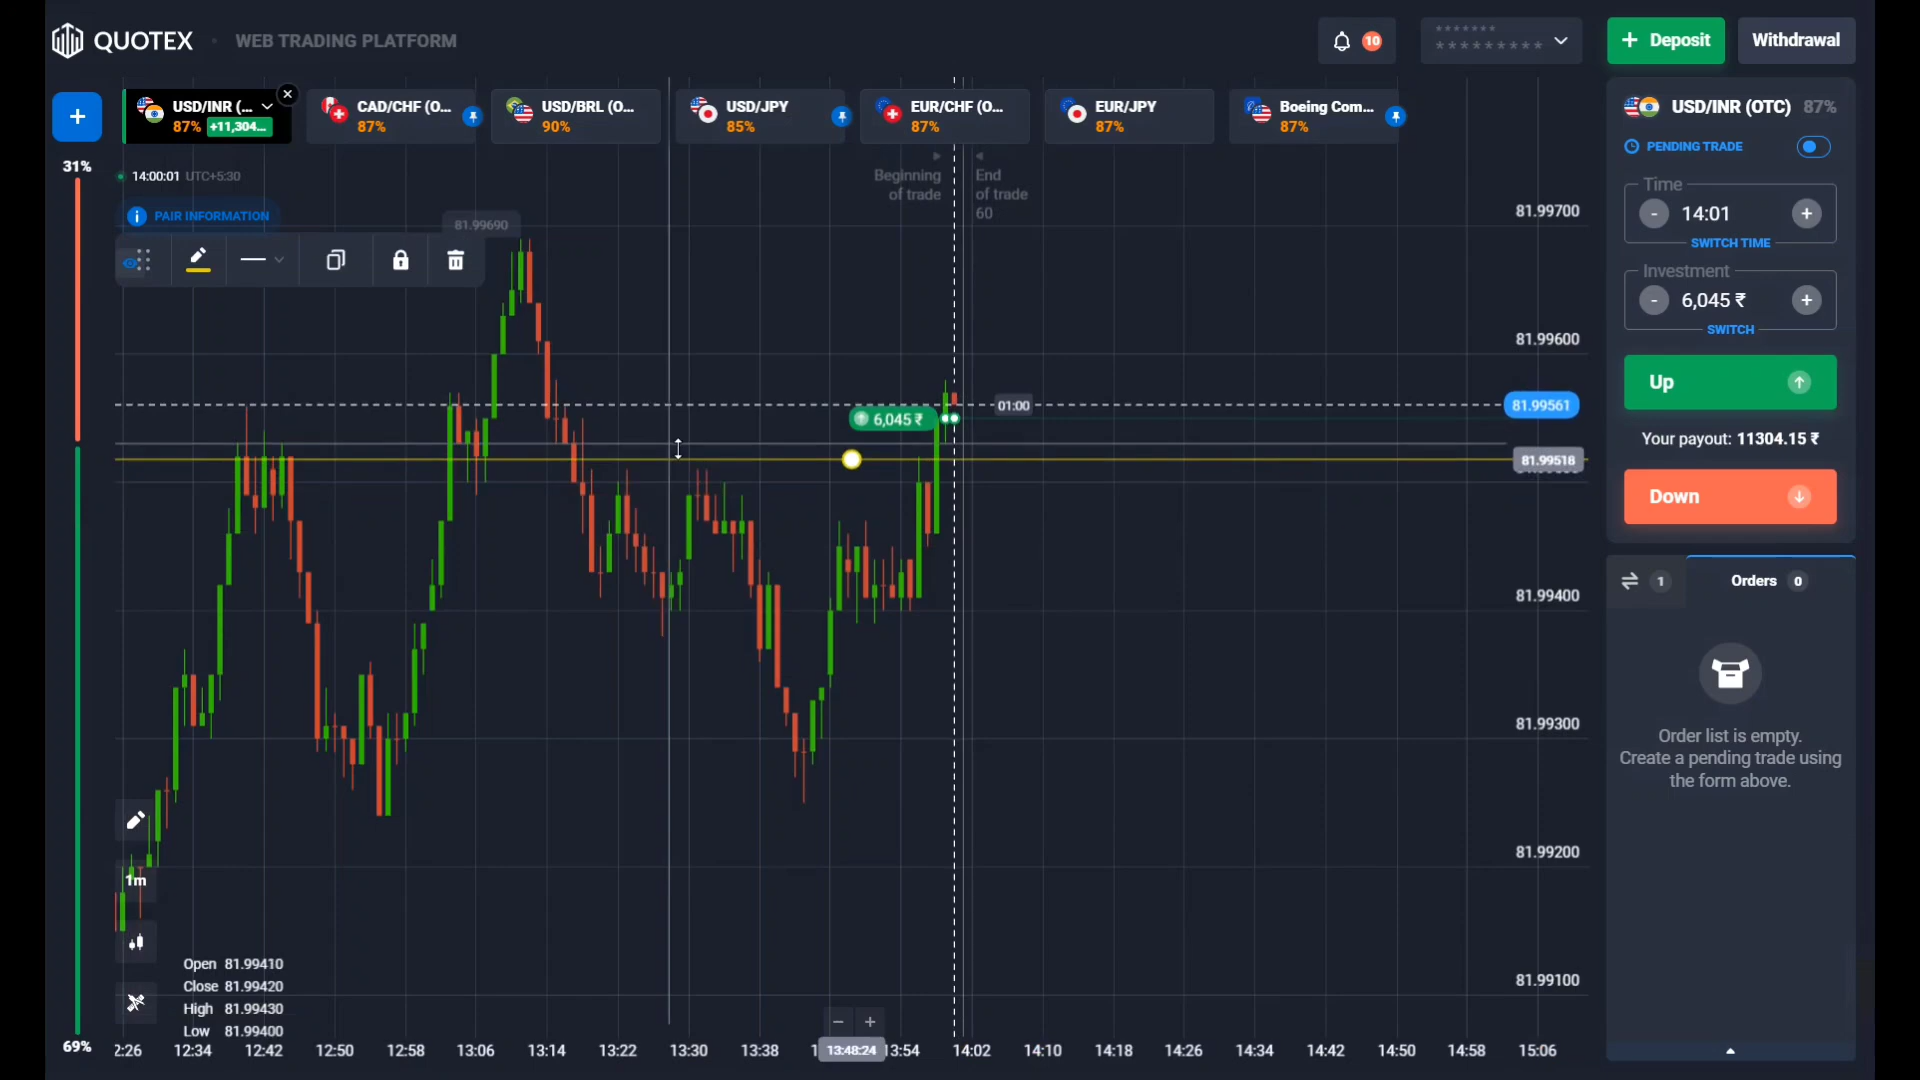 QUOTEX
WEB TRADING PLATFORM
10
*******
*********
+ Deposit
Withdrawal
+
USD/INR (...
87% +11,304...
CAD/CHF (O...
87%
USD/BRL (O...
90%
USD/JPY
85%
EUR/CHF (O...
87%
EUR/JPY
87%
Boeing Com...
87%
31%
14:00:01 UTC+5:30
PAIR INFORMATION
81.99690
Beginning
of trade
End
of trade
60
81.99700
81.99600
01:00
81.99561
6,045 ₹
81.99518
81.99400
81.99300
81.99200
81.99100
1m
Open 81.99410
Close 81.99420
High 81.99430
Low 81.99400
69%
2:26
12:34
12:42
12:50
12:58
13:06
13:14
13:22
13:30
13:38
13:48:24
13:54
14:02
14:10
14:18
14:26
14:34
14:42
14:50
14:58
15:06
USD/INR (OTC) 87%
PENDING TRADE
Time
- 14:01 +
SWITCH TIME
Investment
- 6,045 ₹ +
SWITCH
Up
Your payout: 11304.15 ₹
Down
1
Orders 0
Order list is empty.
Create a pending trade using
the form above.